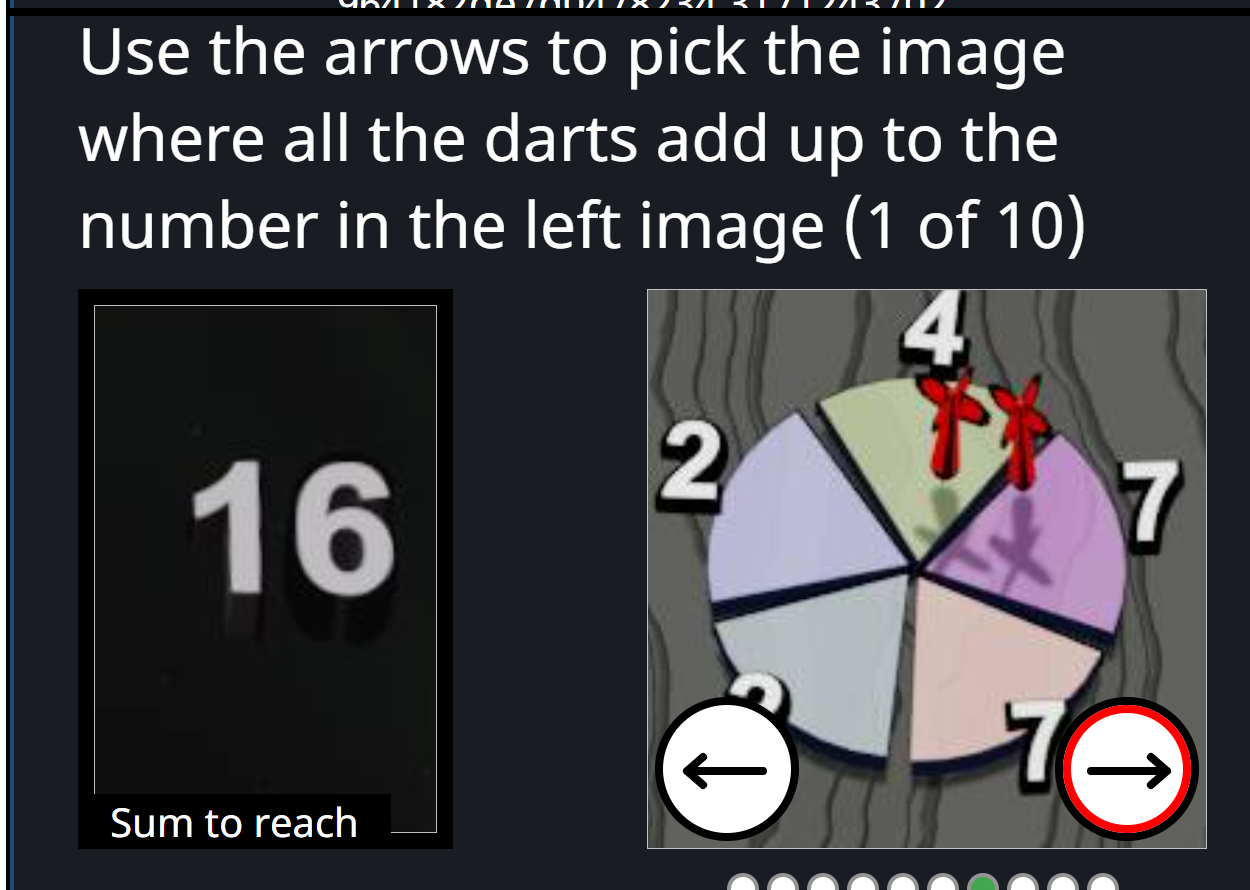 Use the arrows to pick the image
where all the darts add up to the
number in the left image (1 of 10)
16
Sum to reach
4
2
7
7